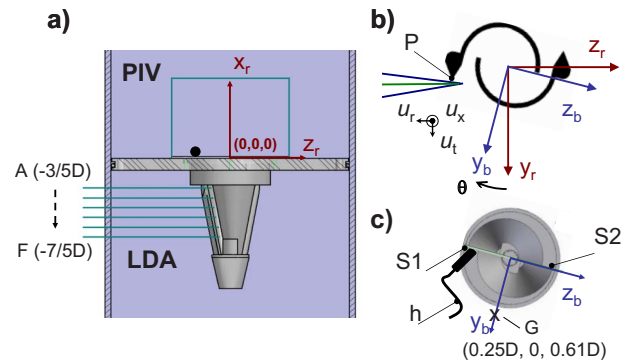 a)
PIV
x_r
(0,0,0)
z_r
A (-3/5D)
F (-7/5D)
LDA
b)
P
z_r
z_b
u_r u_x
u_t
y_b y_r
θ
c)
S1
S2
z_b
h
y_b
G
(0.25D, 0, 0.61D)